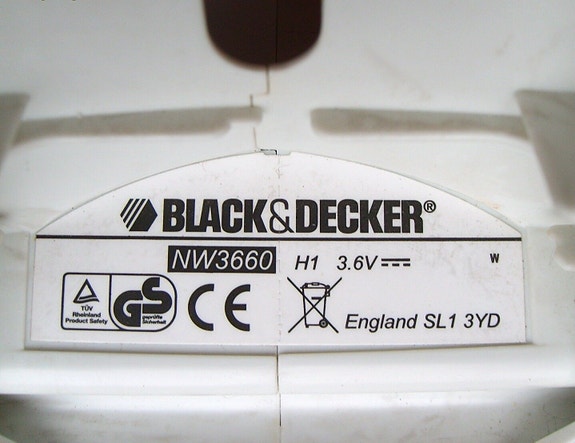 BLACK&DECKER®
NW3660 H1 3.6V W
TÜV
Rheinland
Product Safety
GS
geprüfte
Sicherheit
CE
England SL1 3YD